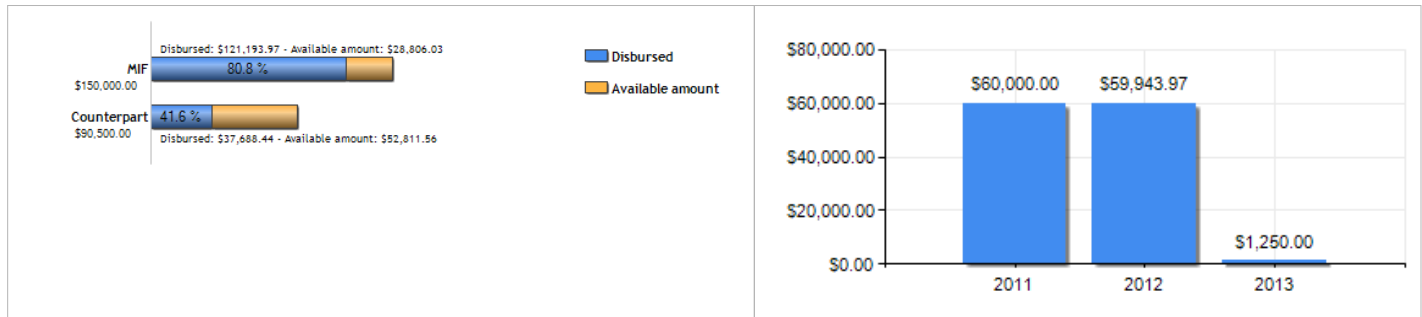 Disbursed: $121,193.97 - Available amount: $28,806.03
MIF
80.8 %
$150,000.00
Counterpart
41.6 %
$90,500.00
Disbursed: $37,688.44 - Available amount: $52,811.56
Disbursed
Available amount
$80,000.00
$60,000.00
$40,000.00
$20,000.00
$0.00
$60,000.00
$59,943.97
$1,250.00
2011
2012
2013